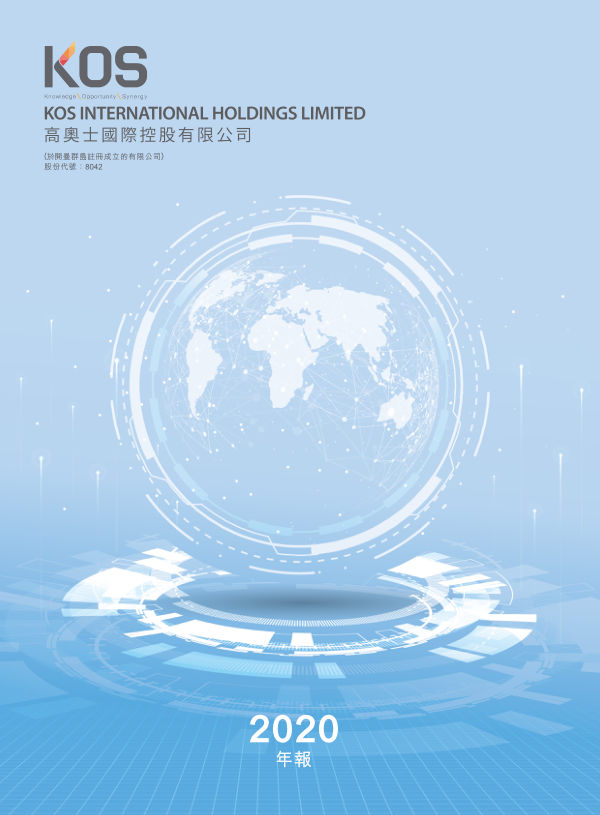 KOS
Knowledge\Opportunity\Synergy
KOS INTERNATIONAL HOLDINGS LIMITED
高奧士國際控股有限公司
(於開曼群島註冊成立的有限公司)
股份代號：8042
2020
年報